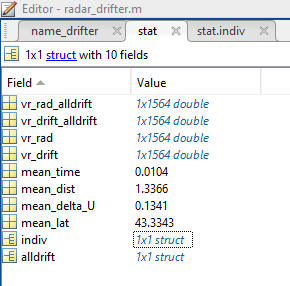 Editor - radar_drifter.m
name_drifter stat stat.indiv
1x1 struct with 10 fields
Field Value
vr_rad_alldrift 1x1564 double
vr_drift_alldrift 1x1564 double
vr_rad 1x1564 double
vr_drift 1x1564 double
mean_time 0.0104
mean_dist 1.3366
mean_delta_U 0.1341
mean_lat 43.3343
indiv 1x1 struct
alldrift 1x1 struct